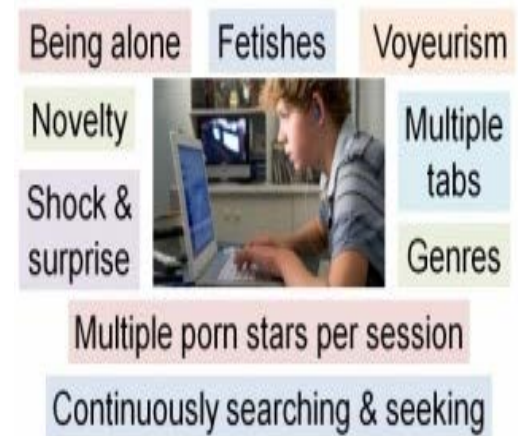 Being alone
Fetishes
Voyeurism
Novelty
Multiple
tabs
Shock &
surprise
Genres
Multiple porn stars per session
Continuously searching & seeking